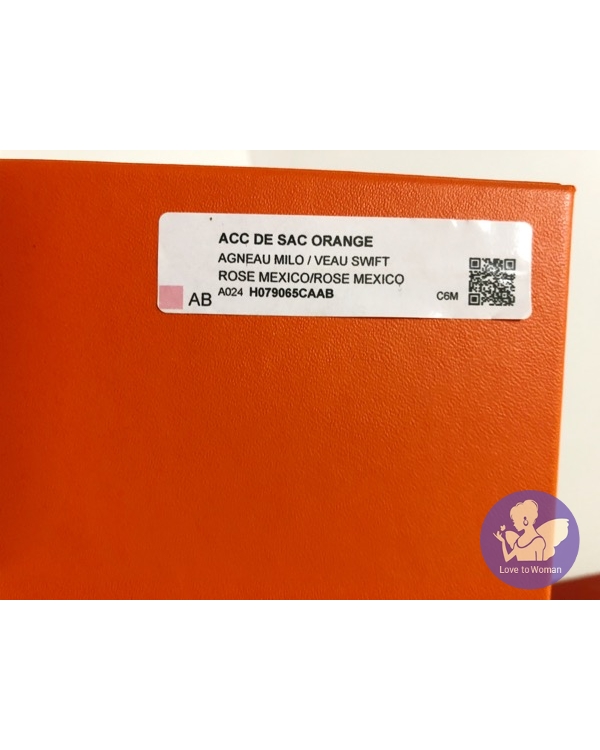 ACC DE SAC ORANGE
AGNEAU MILO / VEAU SWIFT
ROSE MEXICO/ROSE MEXICO
AB A024 H079065CAAB C6M
Love to Woman